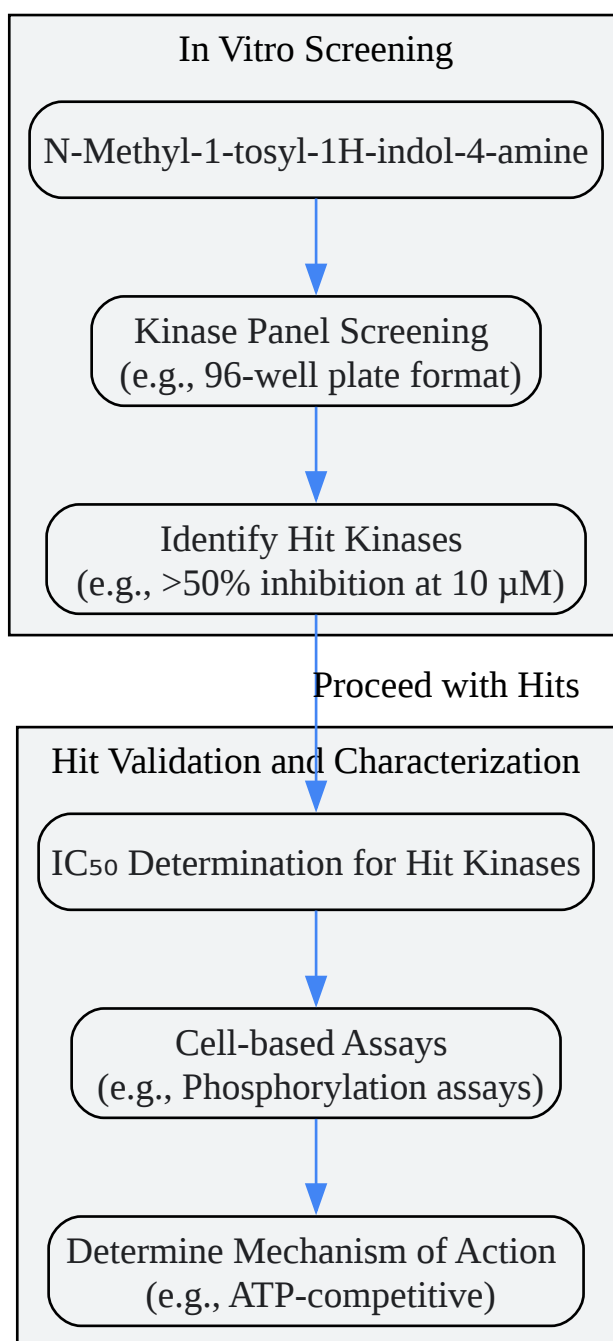 In Vitro Screening
N-Methyl-1-tosyl-1H-indol-4-amine
Kinase Panel Screening
(e.g., 96-well plate format)
Identify Hit Kinases
(e.g., >50% inhibition at 10 µM)
Proceed with Hits
Hit Validation and Characterization
IC₅₀ Determination for Hit Kinases
Cell-based Assays
(e.g., Phosphorylation assays)
Determine Mechanism of Action
(e.g., ATP-competitive)